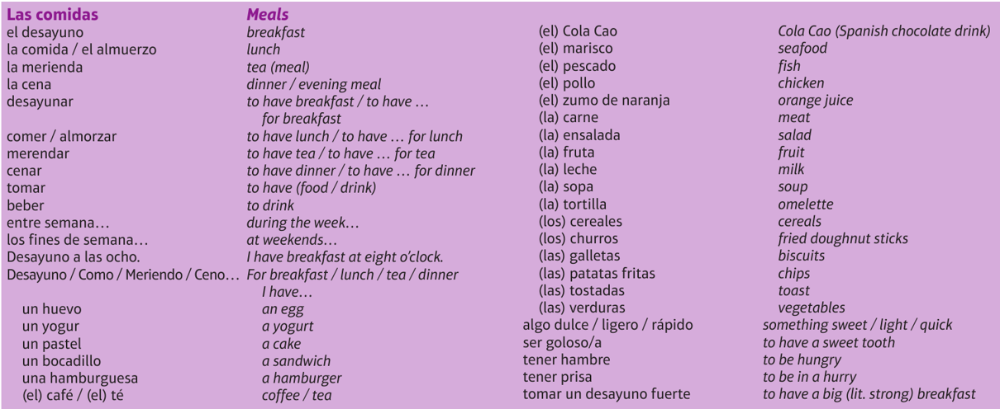 Las comidas Meals
el desayuno breakfast
la comida / el almuerzo lunch
la merienda tea (meal)
la cena dinner / evening meal
desayunar to have breakfast / to have …
for breakfast
comer / almorzar to have lunch / to have … for lunch
merendar to have tea / to have … for tea
cenar to have dinner / to have … for dinner
tomar to have (food / drink)
beber to drink
entre semana… during the week…
los fines de semana… at weekends…
Desayuno a las ocho. I have breakfast at eight o’clock.
Desayuno / Como / Meriendo / Ceno… For breakfast / lunch / tea / dinner
I have…
un huevo an egg
un yogur a yogurt
un pastel a cake
un bocadillo a sandwich
una hamburguesa a hamburger
(el) café / (el) té coffee / tea
(el) Cola Cao Cola Cao (Spanish chocolate drink)
(el) marisco seafood
(el) pescado fish
(el) pollo chicken
(el) zumo de naranja orange juice
(la) carne meat
(la) ensalada salad
(la) fruta fruit
(la) leche milk
(la) sopa soup
(la) tortilla omelette
(los) cereales cereals
(los) churros fried doughnut sticks
(las) galletas biscuits
(las) patatas fritas chips
(las) tostadas toast
(las) verduras vegetables
algo dulce / ligero / rápido something sweet / light / quick
ser goloso/a to have a sweet tooth
tener hambre to be hungry
tener prisa to be in a hurry
tomar un desayuno fuerte to have a big (lit. strong) breakfast